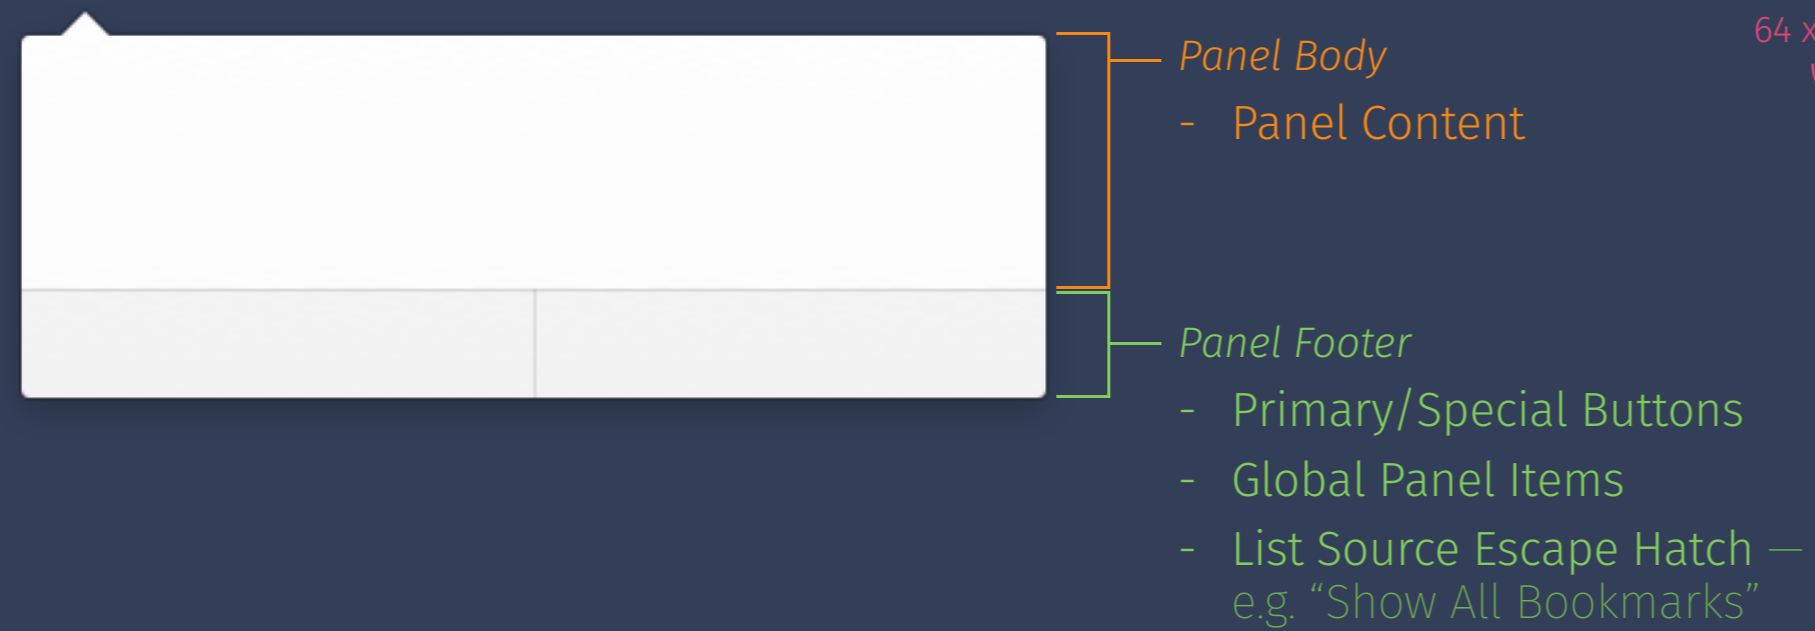 64 x
Panel Body
- Panel Content
Panel Footer
- Primary/Special Buttons
- Global Panel Items
- List Source Escape Hatch —
e.g. “Show All Bookmarks”